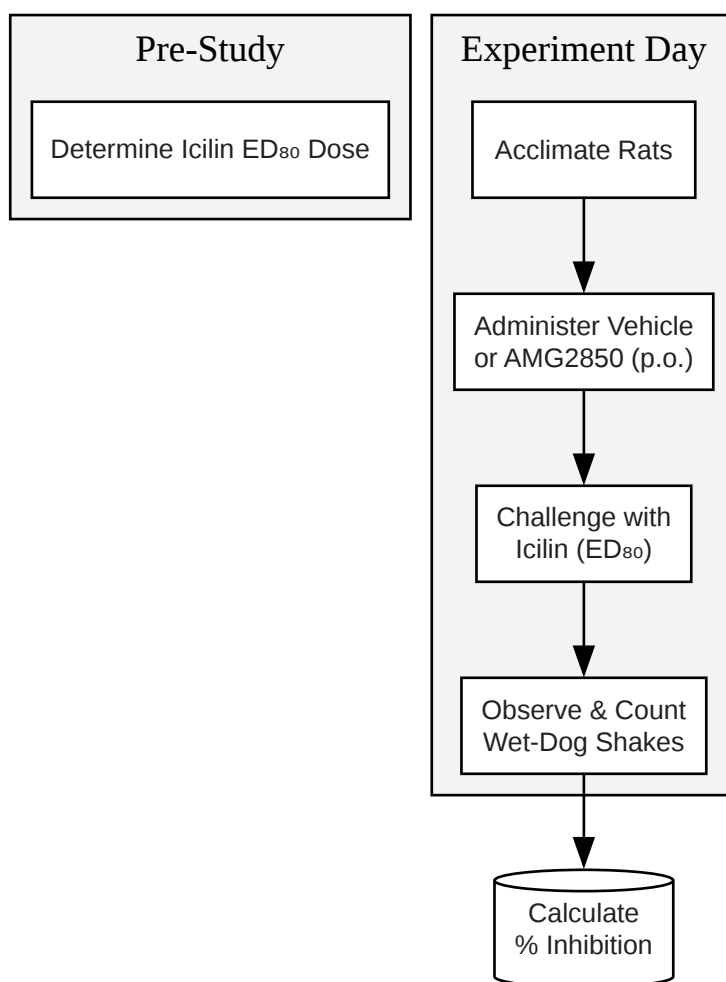 Pre-Study
Determine Icilin ED₈₀ Dose
Experiment Day
Acclimate Rats
Administer Vehicle
or AMG2850 (p.o.)
Challenge with
Icilin (ED₈₀)
Observe & Count
Wet-Dog Shakes
Calculate
% Inhibition